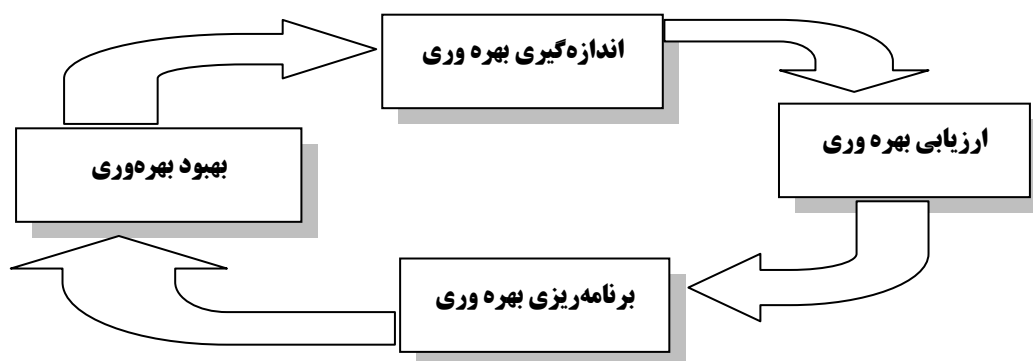 اندازه‌گیری بهره وری
ارزیابی بهره وری
بهبود بهره‌وری
برنامه‌ریزی بهره وری